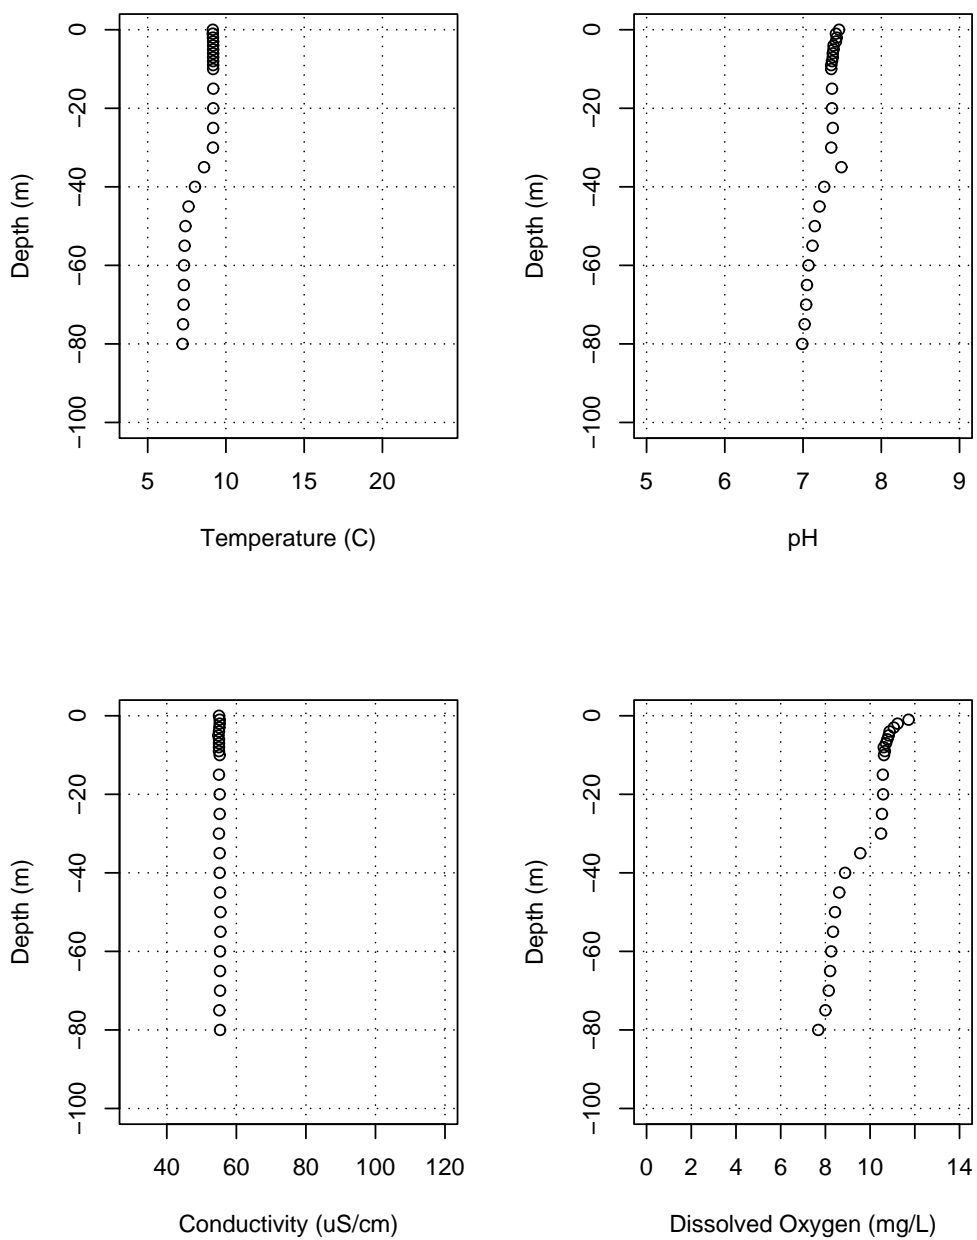 0
−20
−40
−60
−80
−100
Depth (m)
5 10 15 20
Temperature (C)
0
−20
−40
−60
−80
−100
Depth (m)
5 6 7 8 9
pH
0
−20
−40
−60
−80
−100
Depth (m)
40 60 80 100 120
Conductivity (uS/cm)
0
−20
−40
−60
−80
−100
Depth (m)
0 2 4 6 8 10 14
Dissolved Oxygen (mg/L)